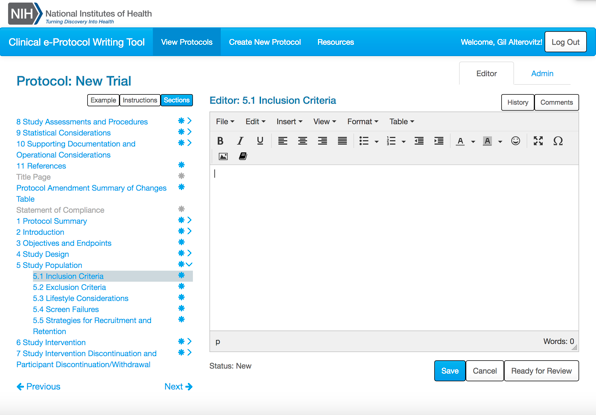 NIH National Institutes of Health
Turning Discovery Into Health
Clinical e-Protocol Writing Tool View Protocols Create New Protocol Resources Welcome, Gil Alterovitz! Log Out
Protocol: New Trial
Editor Admin
Example Instructions Sections
Editor: 5.1 Inclusion Criteria
History Comments
8 Study Assessments and Procedures
9 Statistical Considerations
10 Supporting Documentation and
Operational Considerations
11 References
Title Page
Protocol Amendment Summary of Changes
Table
Statement of Compliance
1 Protocol Summary
2 Introduction
3 Objectives and Endpoints
4 Study Design
5 Study Population
5.1 Inclusion Criteria
5.2 Exclusion Criteria
5.3 Lifestyle Considerations
5.4 Screen Failures
5.5 Strategies for Recruitment and
Retention
6 Study Intervention
7 Study Intervention Discontinuation and
Participant Discontinuation/Withdrawal
Previous Next
File Edit Insert View Format Table
B I U A A Ω
p Words: 0
Status: New
Save Cancel Ready for Review